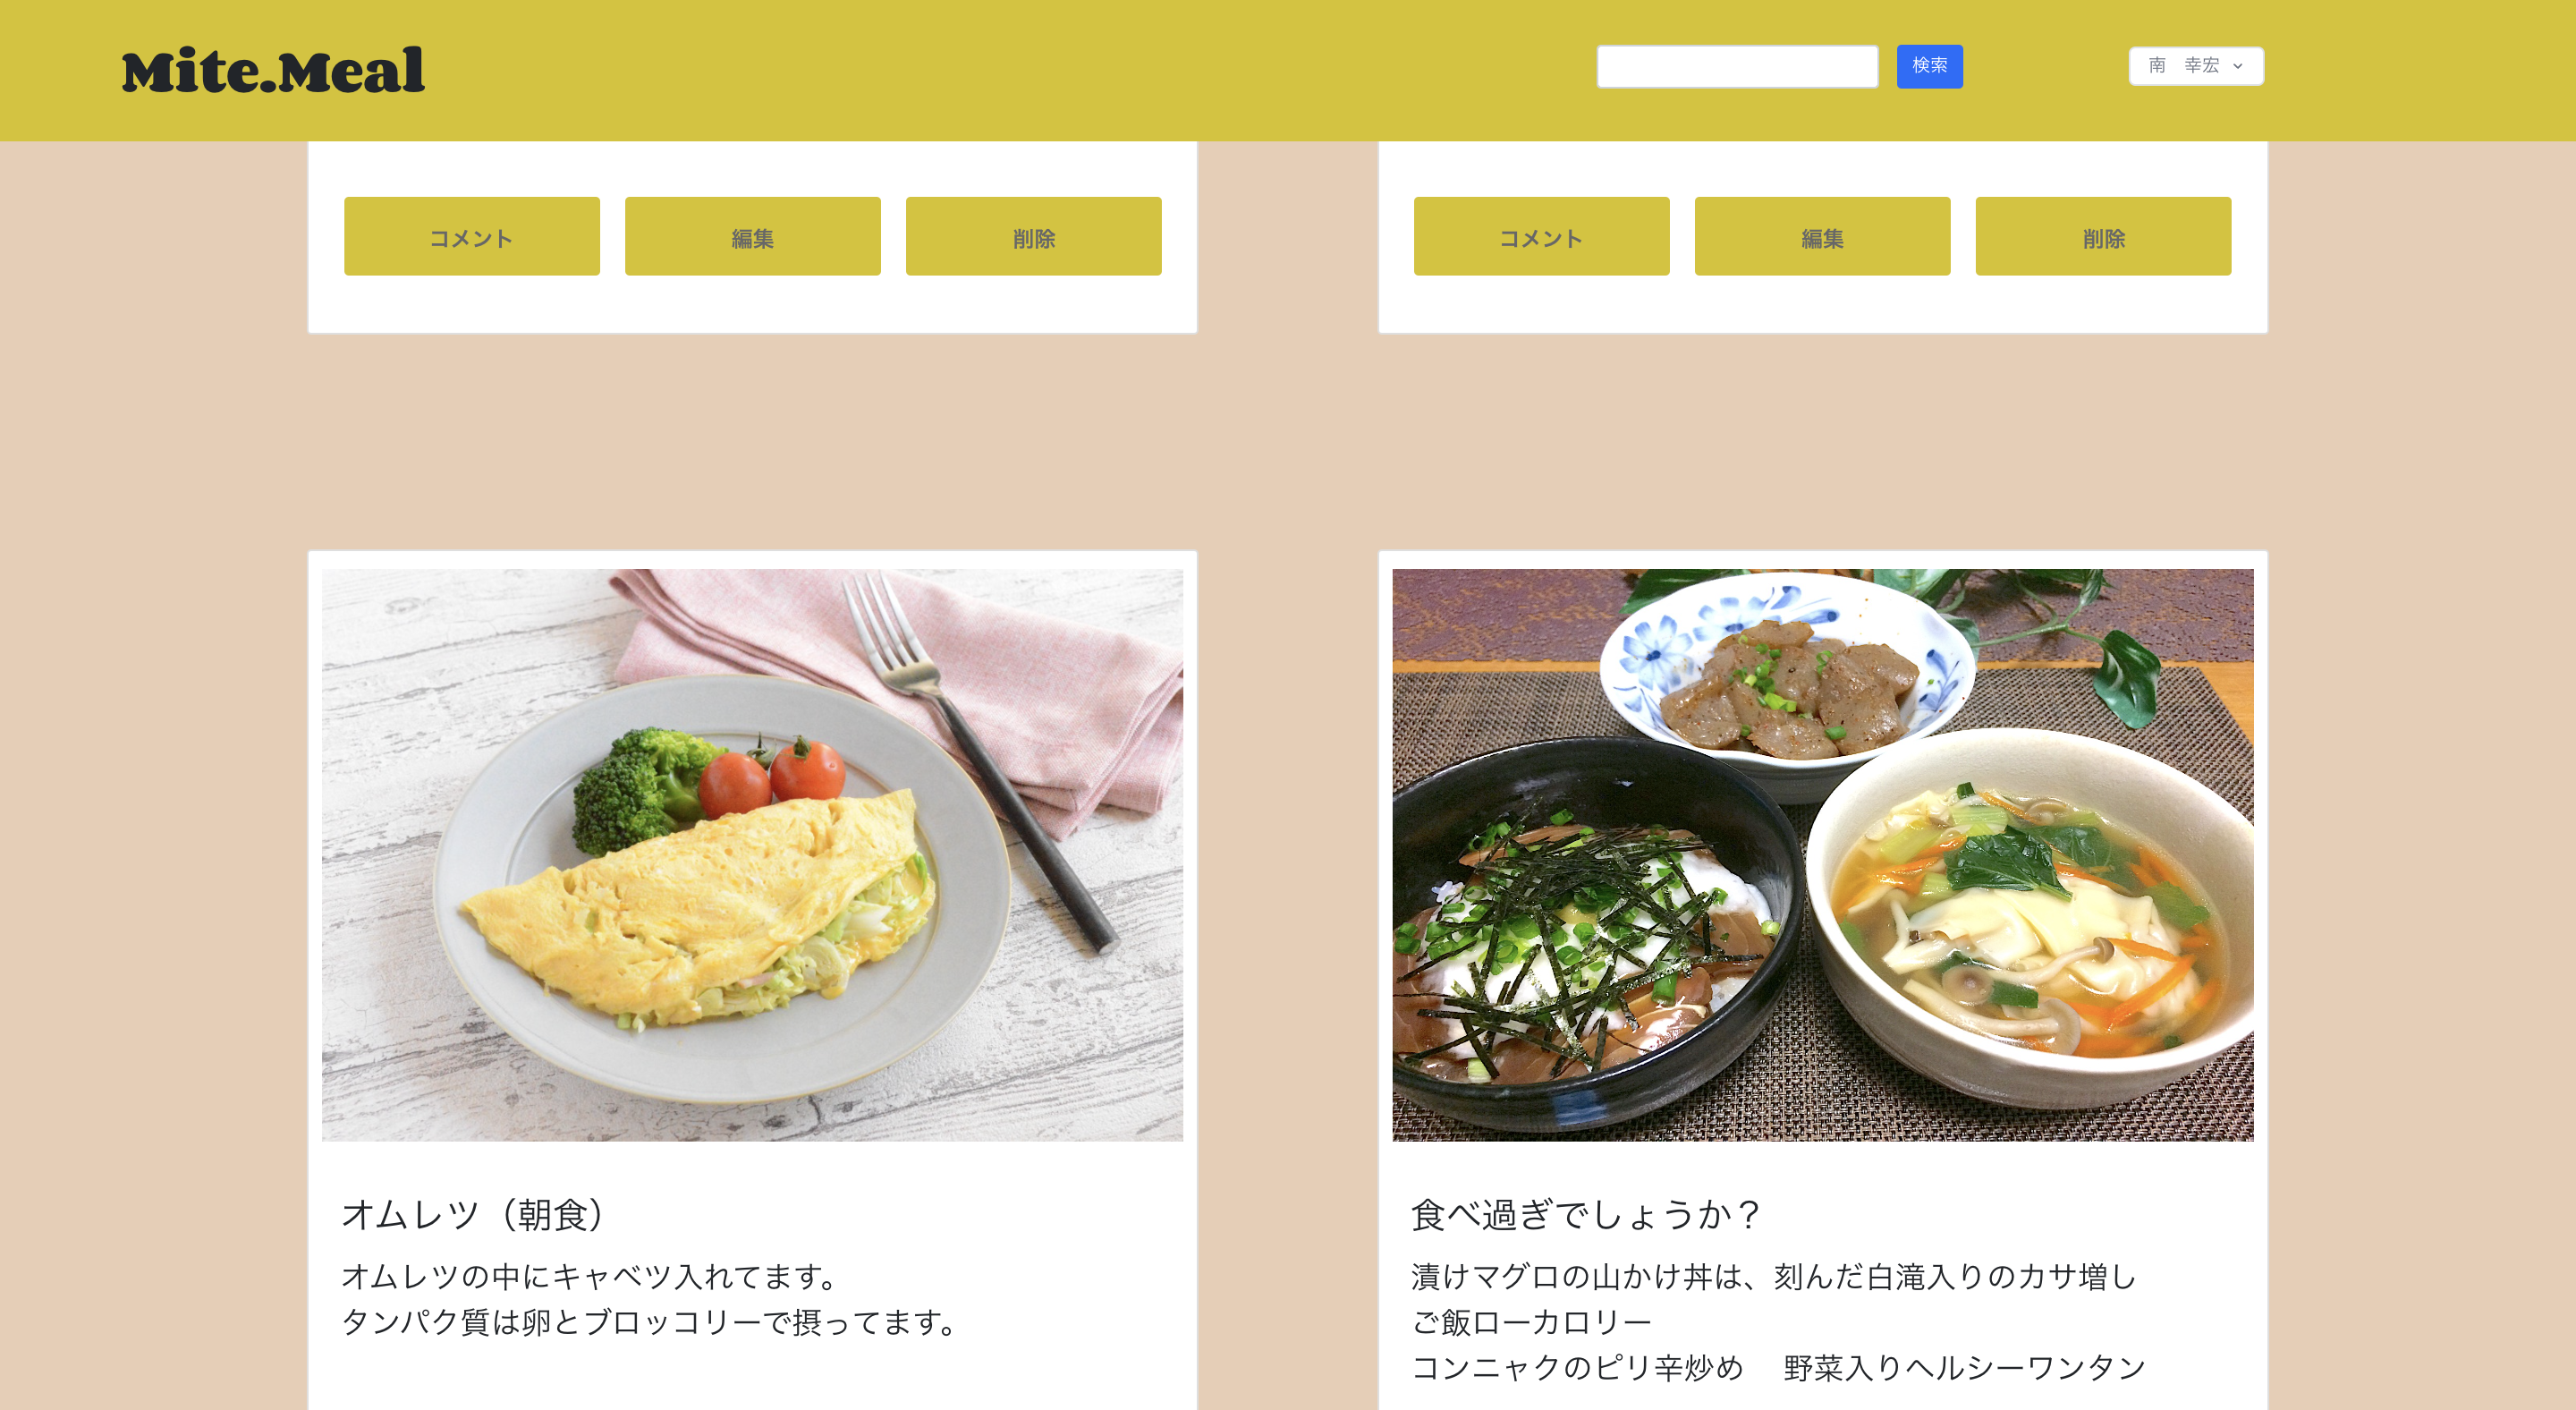 Mite.Meal
検索
南　幸宏
コメント 編集 削除
コメント 編集 削除
オムレツ（朝食）
オムレツの中にキャベツ入れてます。
タンパク質は卵とブロッコリーで摂ってます。
食べ過ぎでしょうか？
漬けマグロの山かけ丼は、刻んだ白滝入りのカサ増し
ご飯ローカロリー
コンニャクのピリ辛炒め　野菜入りヘルシーワンタン